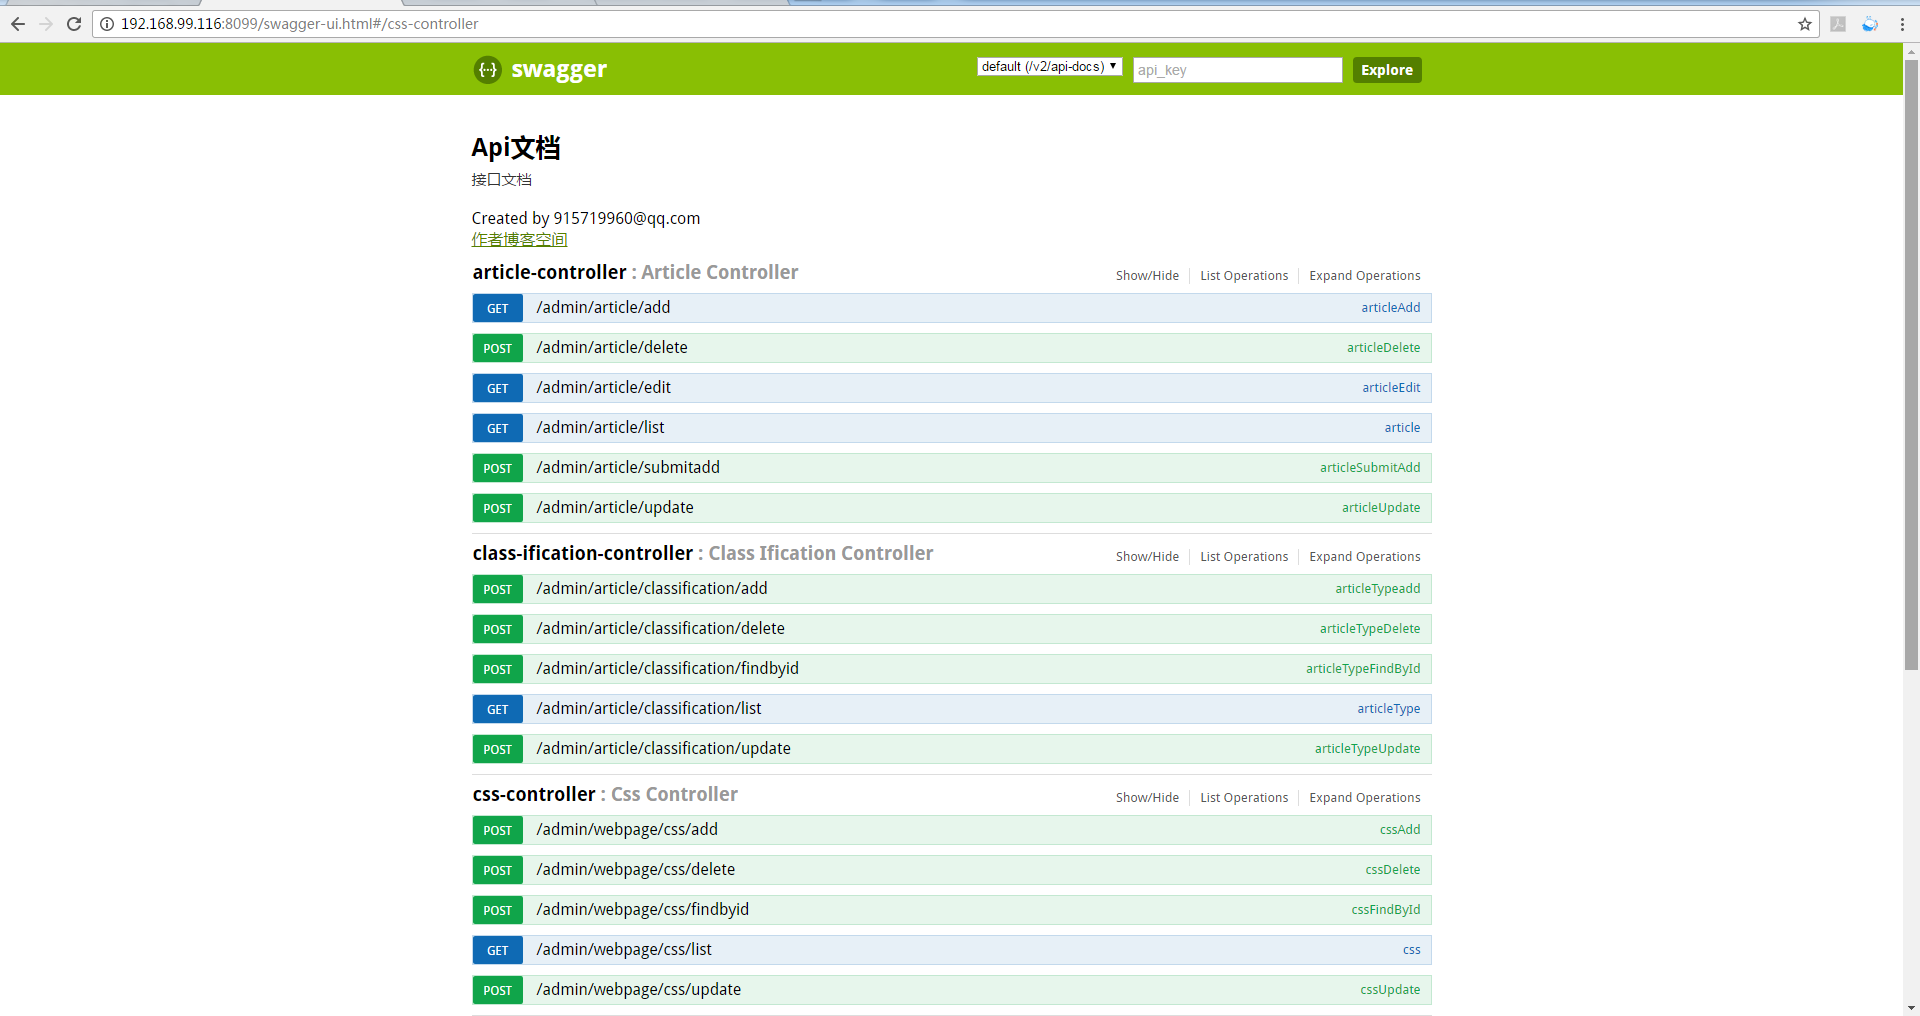 192.168.99.116:8099/swagger-ui.html#/css-controller
{··} swagger default (/v2/api-docs) api_key Explore
Api文档
接口文档
Created by 915719960@qq.com
作者博客空间
article-controller : Article Controller Show/Hide List Operations Expand Operations
GET /admin/article/add articleAdd
POST /admin/article/delete articleDelete
GET /admin/article/edit articleEdit
GET /admin/article/list article
POST /admin/article/submitadd articleSubmitAdd
POST /admin/article/update articleUpdate
class-ification-controller : Class Ification Controller Show/Hide List Operations Expand Operations
POST /admin/article/classification/add articleTypeadd
POST /admin/article/classification/delete articleTypeDelete
POST /admin/article/classification/findbyid articleTypeFindById
GET /admin/article/classification/list articleType
POST /admin/article/classification/update articleTypeUpdate
css-controller : Css Controller Show/Hide List Operations Expand Operations
POST /admin/webpage/css/add cssAdd
POST /admin/webpage/css/delete cssDelete
POST /admin/webpage/css/findbyid cssFindById
GET /admin/webpage/css/list css
POST /admin/webpage/css/update cssUpdate